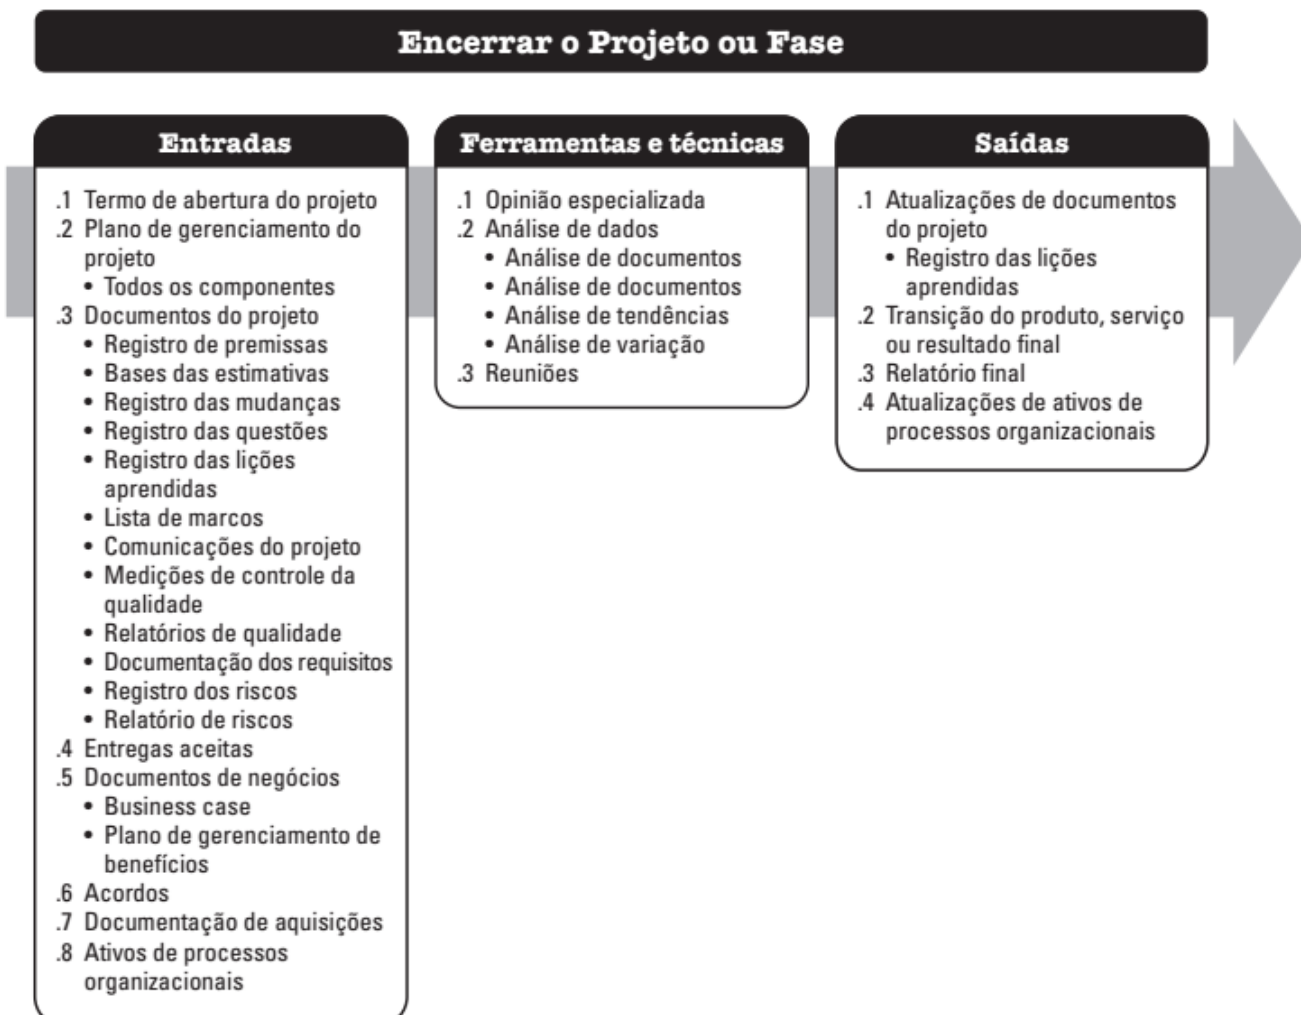 Encerrar o Projeto ou Fase
Entradas
.1 Termo de abertura do projeto
.2 Plano de gerenciamento do
projeto
• Todos os componentes
.3 Documentos do projeto
• Registro de premissas
• Bases das estimativas
• Registro das mudanças
• Registro das questões
• Registro das lições
aprendidas
• Lista de marcos
• Comunicações do projeto
• Medições de controle da
qualidade
• Relatórios de qualidade
• Documentação dos requisitos
• Registro dos riscos
• Relatório de riscos
.4 Entregas aceitas
.5 Documentos de negócios
• Business case
• Plano de gerenciamento de
benefícios
.6 Acordos
.7 Documentação de aquisições
.8 Ativos de processos
organizacionais
Ferramentas e técnicas
.1 Opinião especializada
.2 Análise de dados
• Análise de documentos
• Análise de documentos
• Análise de tendências
• Análise de variação
.3 Reuniões
Saídas
.1 Atualizações de documentos
do projeto
• Registro das lições
aprendidas
.2 Transição do produto, serviço
ou resultado final
.3 Relatório final
.4 Atualizações de ativos de
processos organizacionais